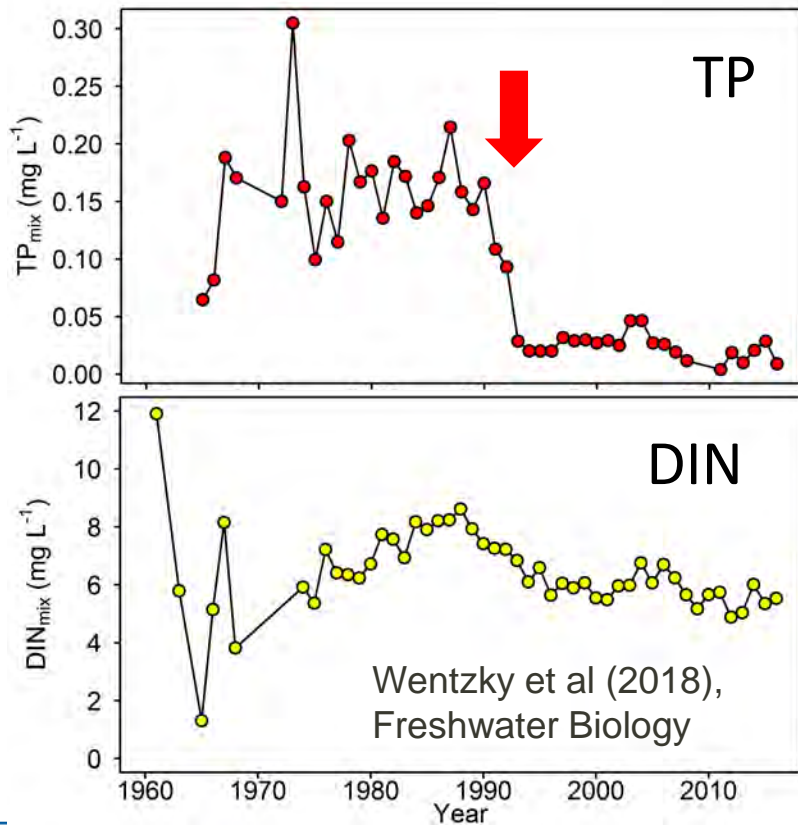 0.30
0.25
0.20
0.15
0.10
0.05
0.00
TPmix (mg L-1)
TP
12
10
8
6
4
2
0
DINmix (mg L-1)
DIN
Wentzky et al (2018),
Freshwater Biology
1960 1970 1980 1990 2000 2010
Year